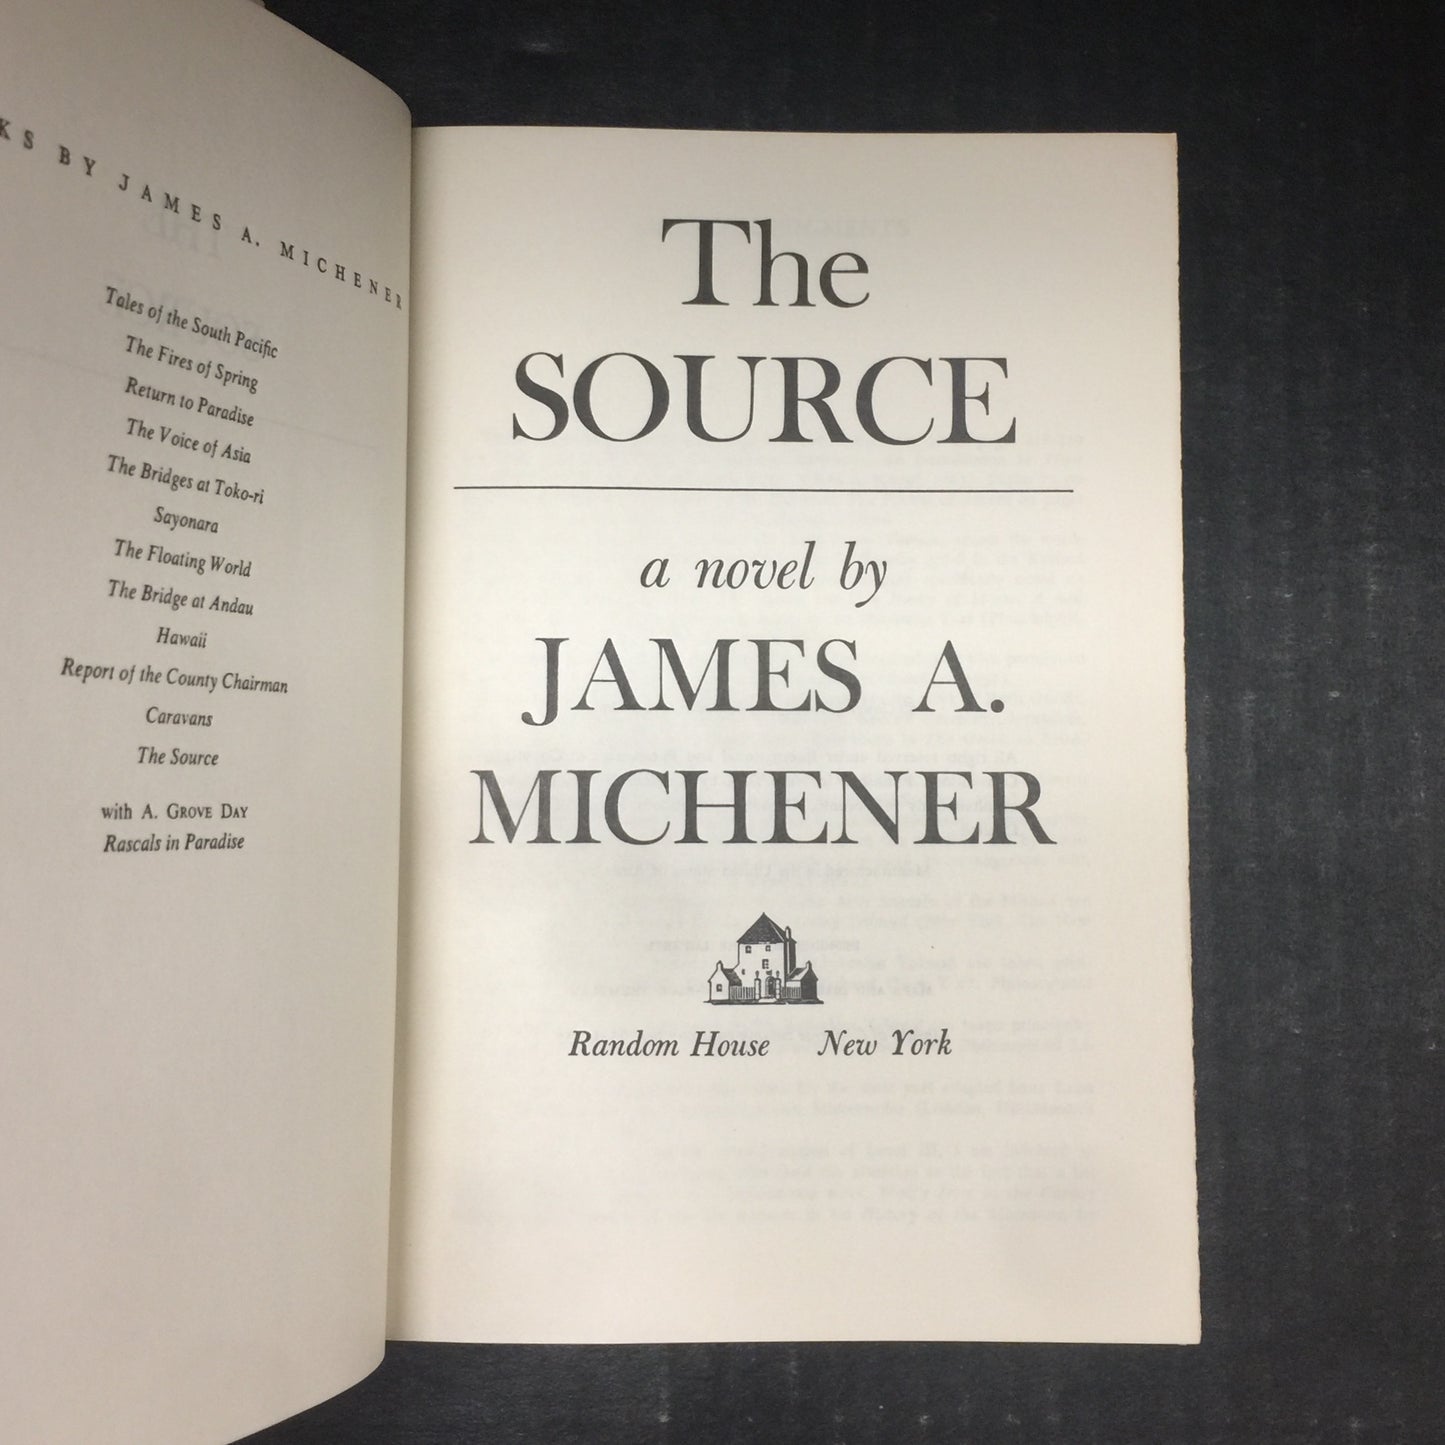 KS BY JAMES A. MICHENER
Tales of the South Pacific
The Fires of Spring
Return to Paradise
The Voice of Asia
The Bridges at Toko-ri
Sayonara
The Floating World
The Bridge at Andau
Hawaii
Report of the County Chairman
Caravans
The Source
with A. GROVE DAY
Rascals in Paradise
The
SOURCE
a novel by
JAMES A.
MICHENER
Random House New York